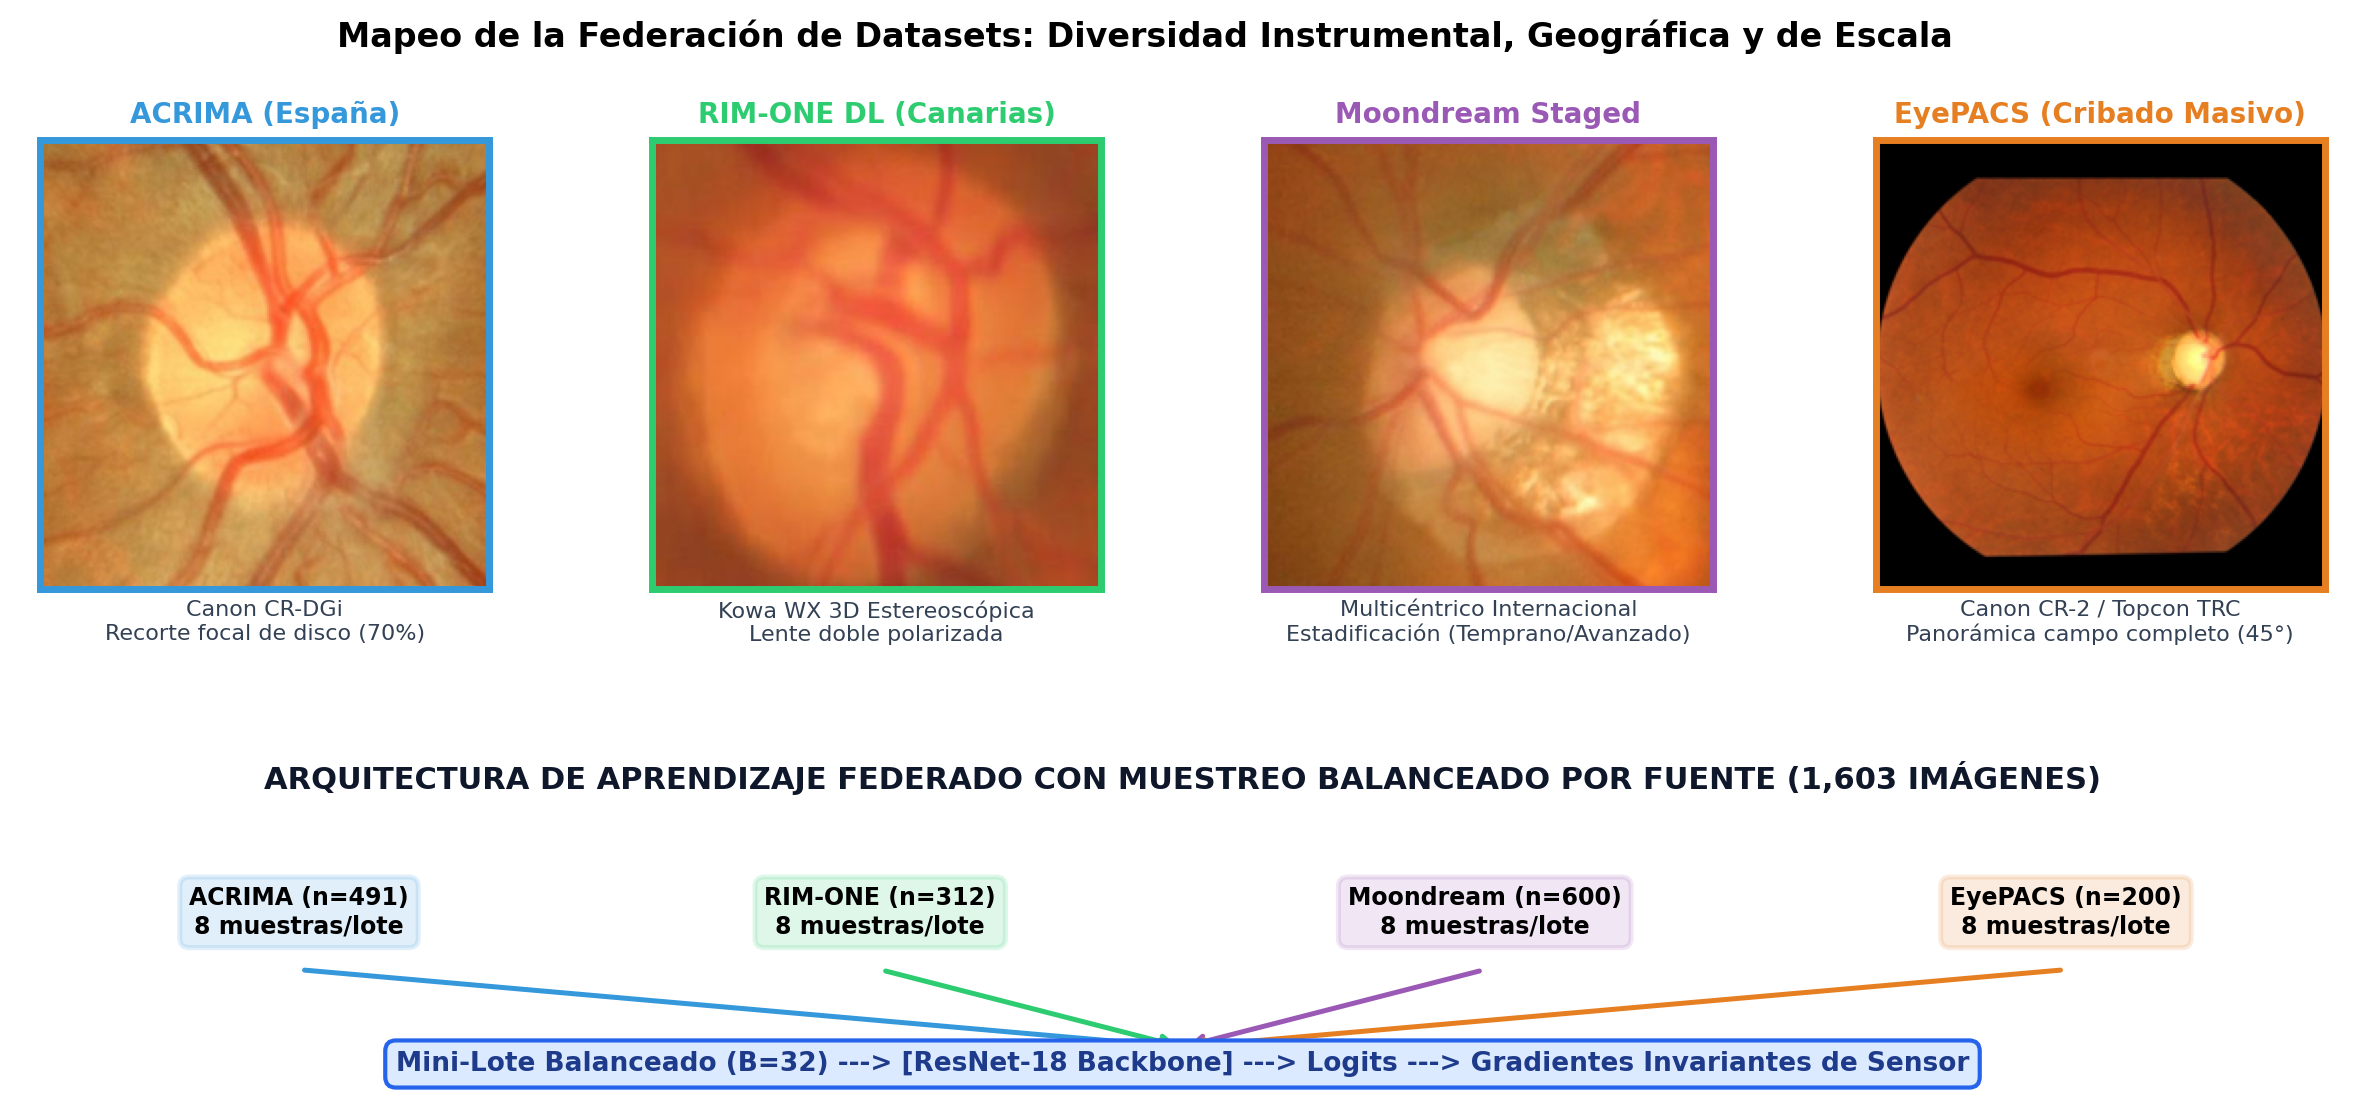 Mapeo de la Federación de Datasets: Diversidad Instrumental, Geográfica y de Escala
ACRIMA (España)
RIM-ONE DL (Canarias)
Moondream Staged
EyePACS (Cribado Masivo)
Canon CR-DGi
Recorte focal de disco (70%)
Kowa WX 3D Estereoscópica
Lente doble polarizada
Multicéntrico Internacional
Estadificación (Temprano/Avanzado)
Canon CR-2 / Topcon TRC
Panorámica campo completo (45°)
ARQUITECTURA DE APRENDIZAJE FEDERADO CON MUESTREO BALANCEADO POR FUENTE (1,603 IMÁGENES)
ACRIMA (n=491)
8 muestras/lote
RIM-ONE (n=312)
8 muestras/lote
Moondream (n=600)
8 muestras/lote
EyePACS (n=200)
8 muestras/lote
Mini-Lote Balanceado (B=32) ---> [ResNet-18 Backbone] ---> Logits ---> Gradientes Invariantes de Sensor